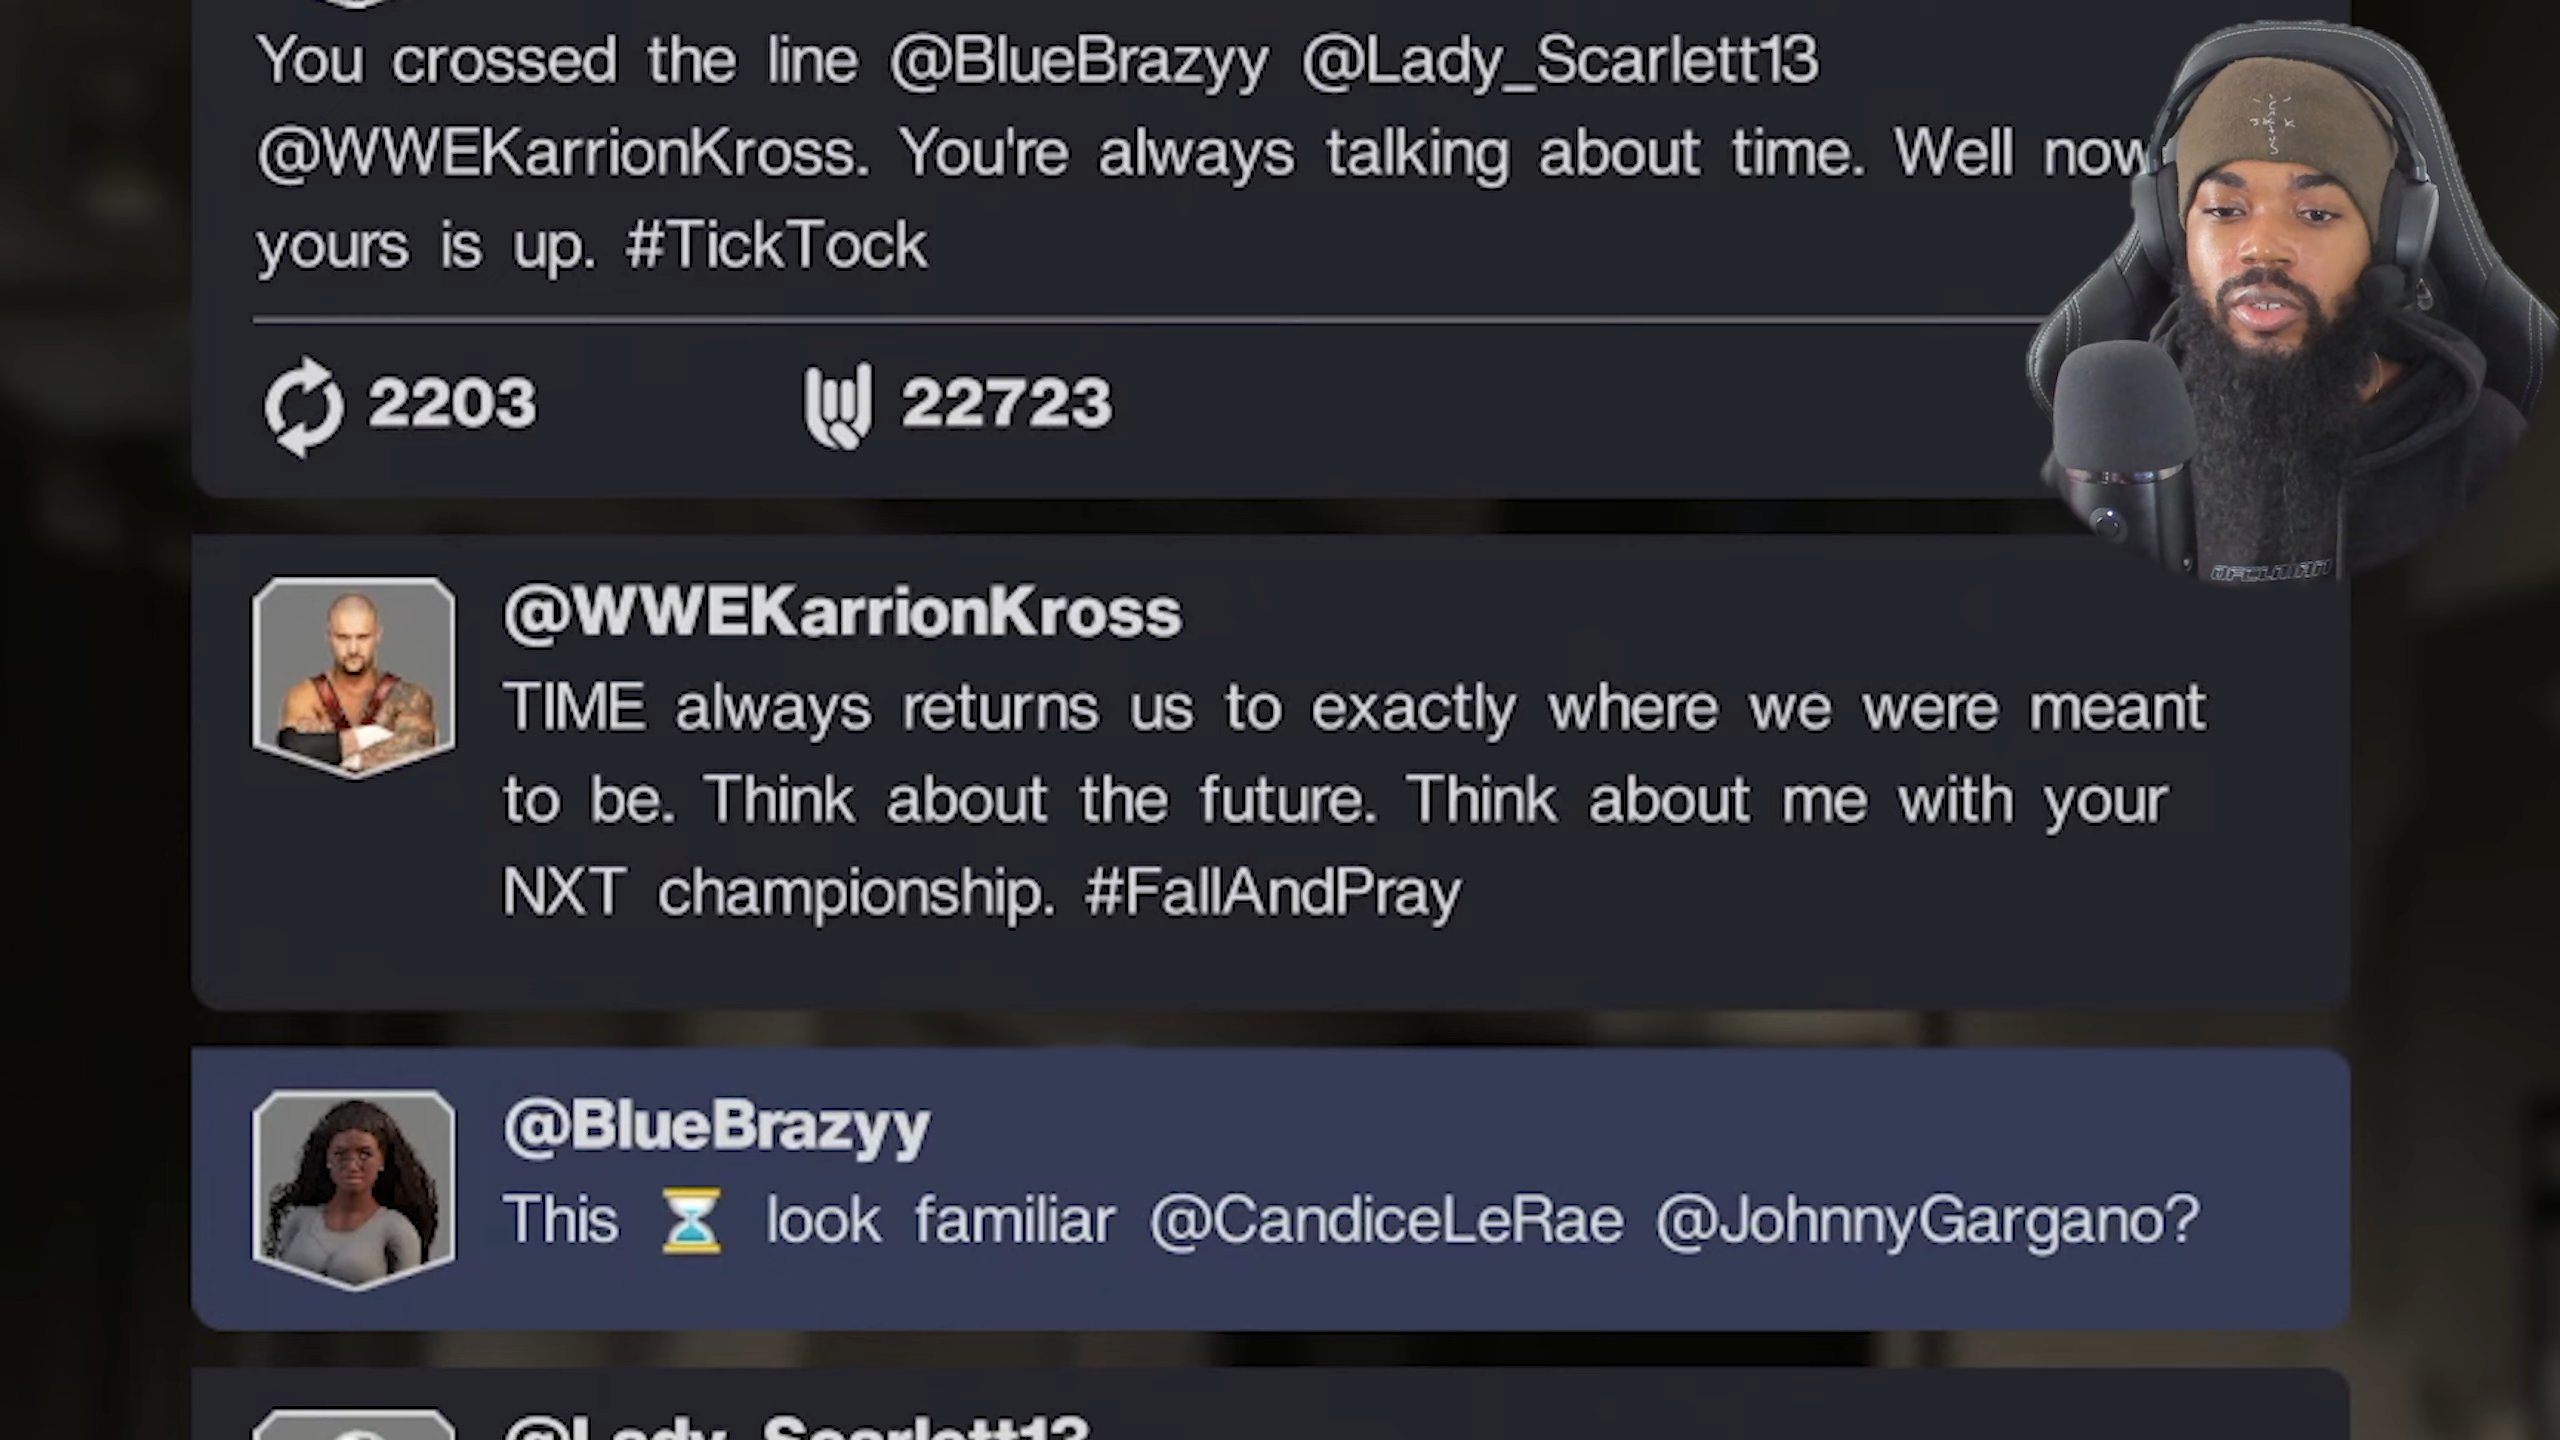 You crossed the line @BlueBrazyy @Lady_Scarlett13
@WWEKarrionKross. You're always talking about time. Well now
yours is up. #TickTock
2203 22723
@WWEKarrionKross
TIME always returns us to exactly where we were meant
to be. Think about the future. Think about me with your
NXT championship. #FallAndPray
@BlueBrazyy
This ⏳ look familiar @CandiceLeRae @JohnnyGargano?
@Lady_Scarlett13